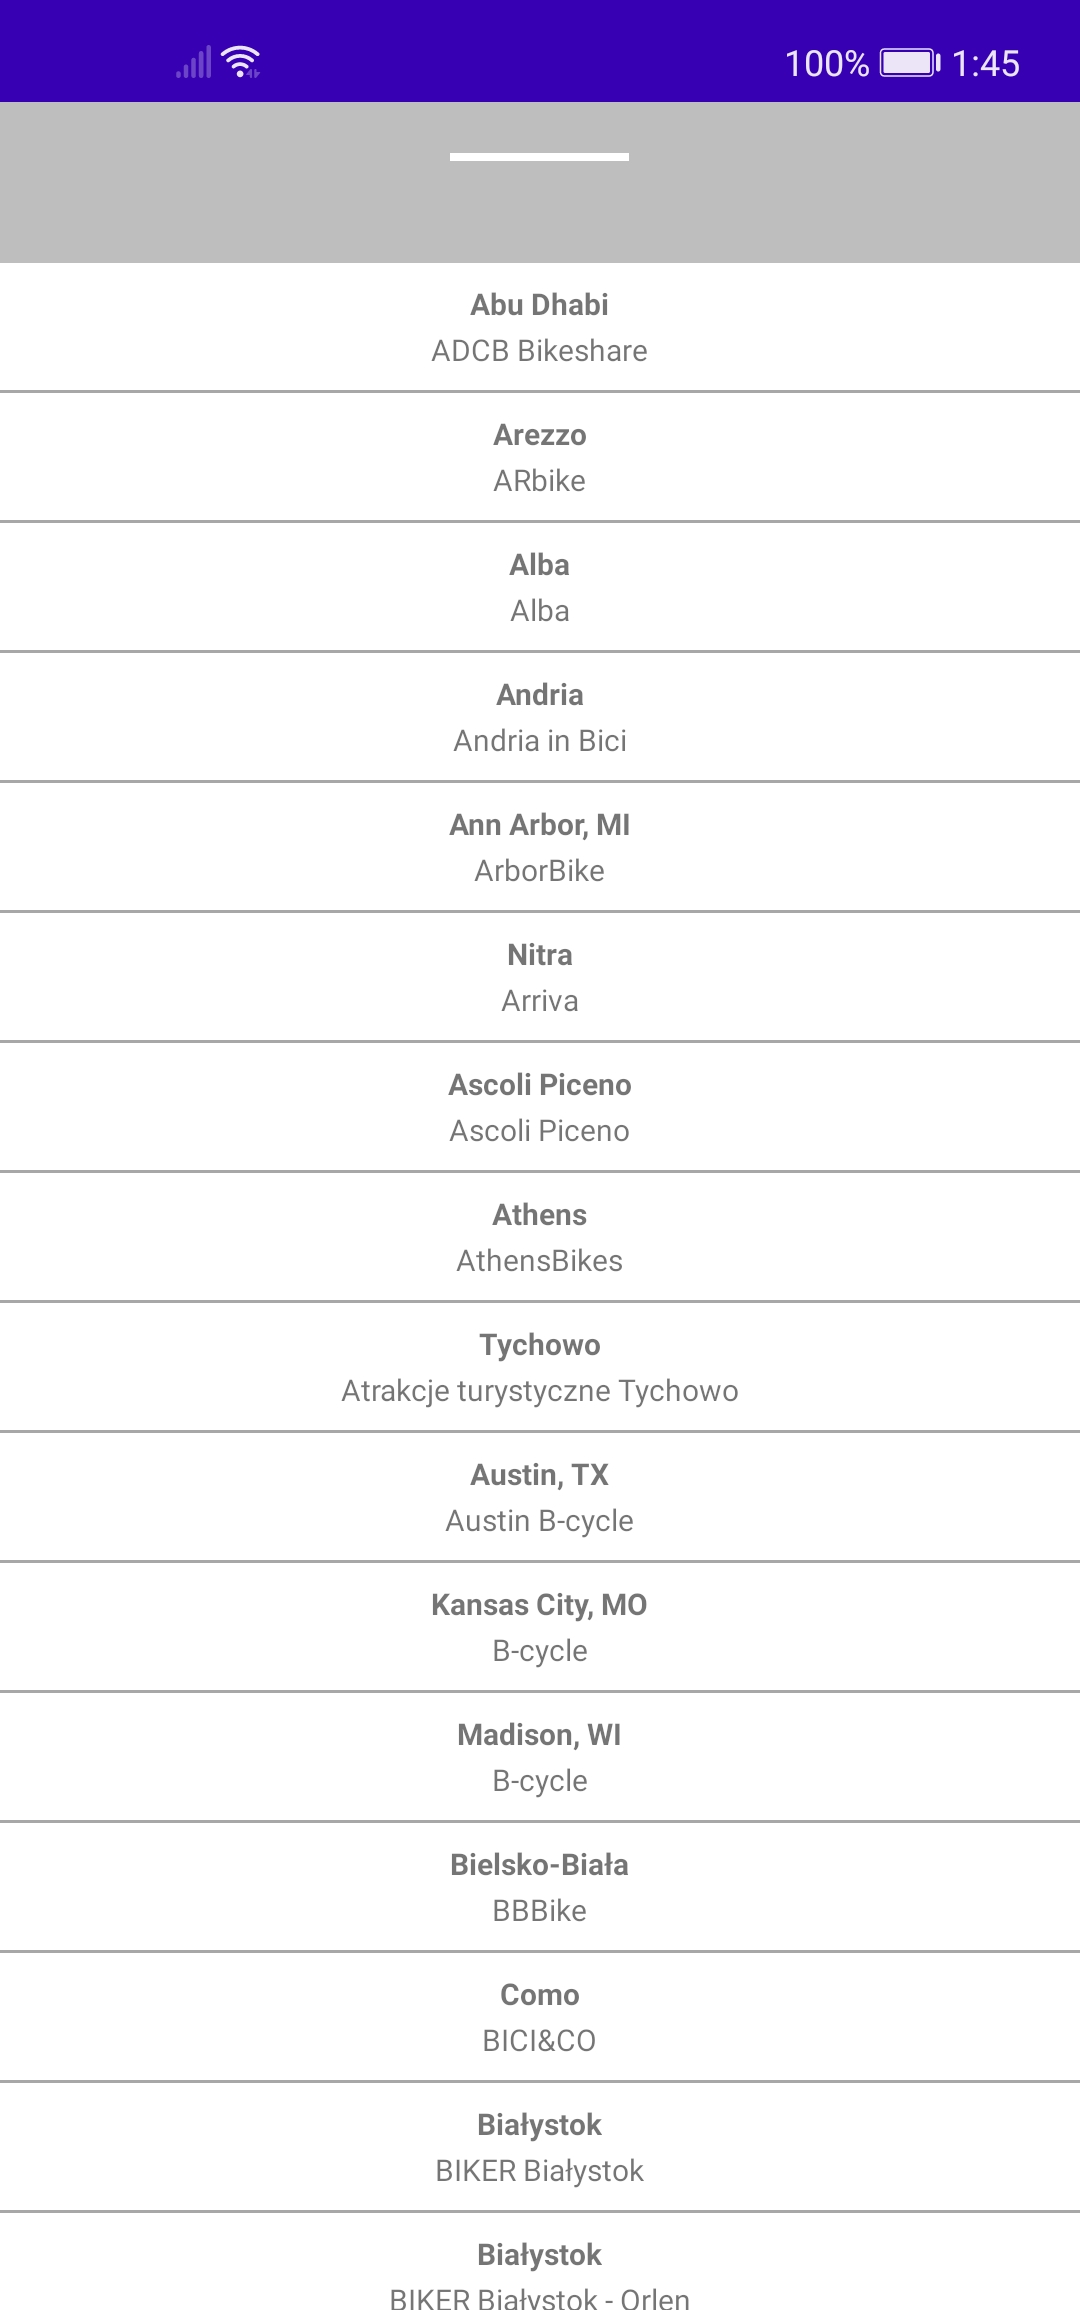 100% 1:45
Abu Dhabi
ADCB Bikeshare
Arezzo
ARbike
Alba
Alba
Andria
Andria in Bici
Ann Arbor, MI
ArborBike
Nitra
Arriva
Ascoli Piceno
Ascoli Piceno
Athens
AthensBikes
Tychowo
Atrakcje turystyczne Tychowo
Austin, TX
Austin B-cycle
Kansas City, MO
B-cycle
Madison, WI
B-cycle
Bielsko-Biała
BBBike
Como
BICI&CO
Białystok
BIKER Białystok
Białystok
BIKER Białystok - Orlen